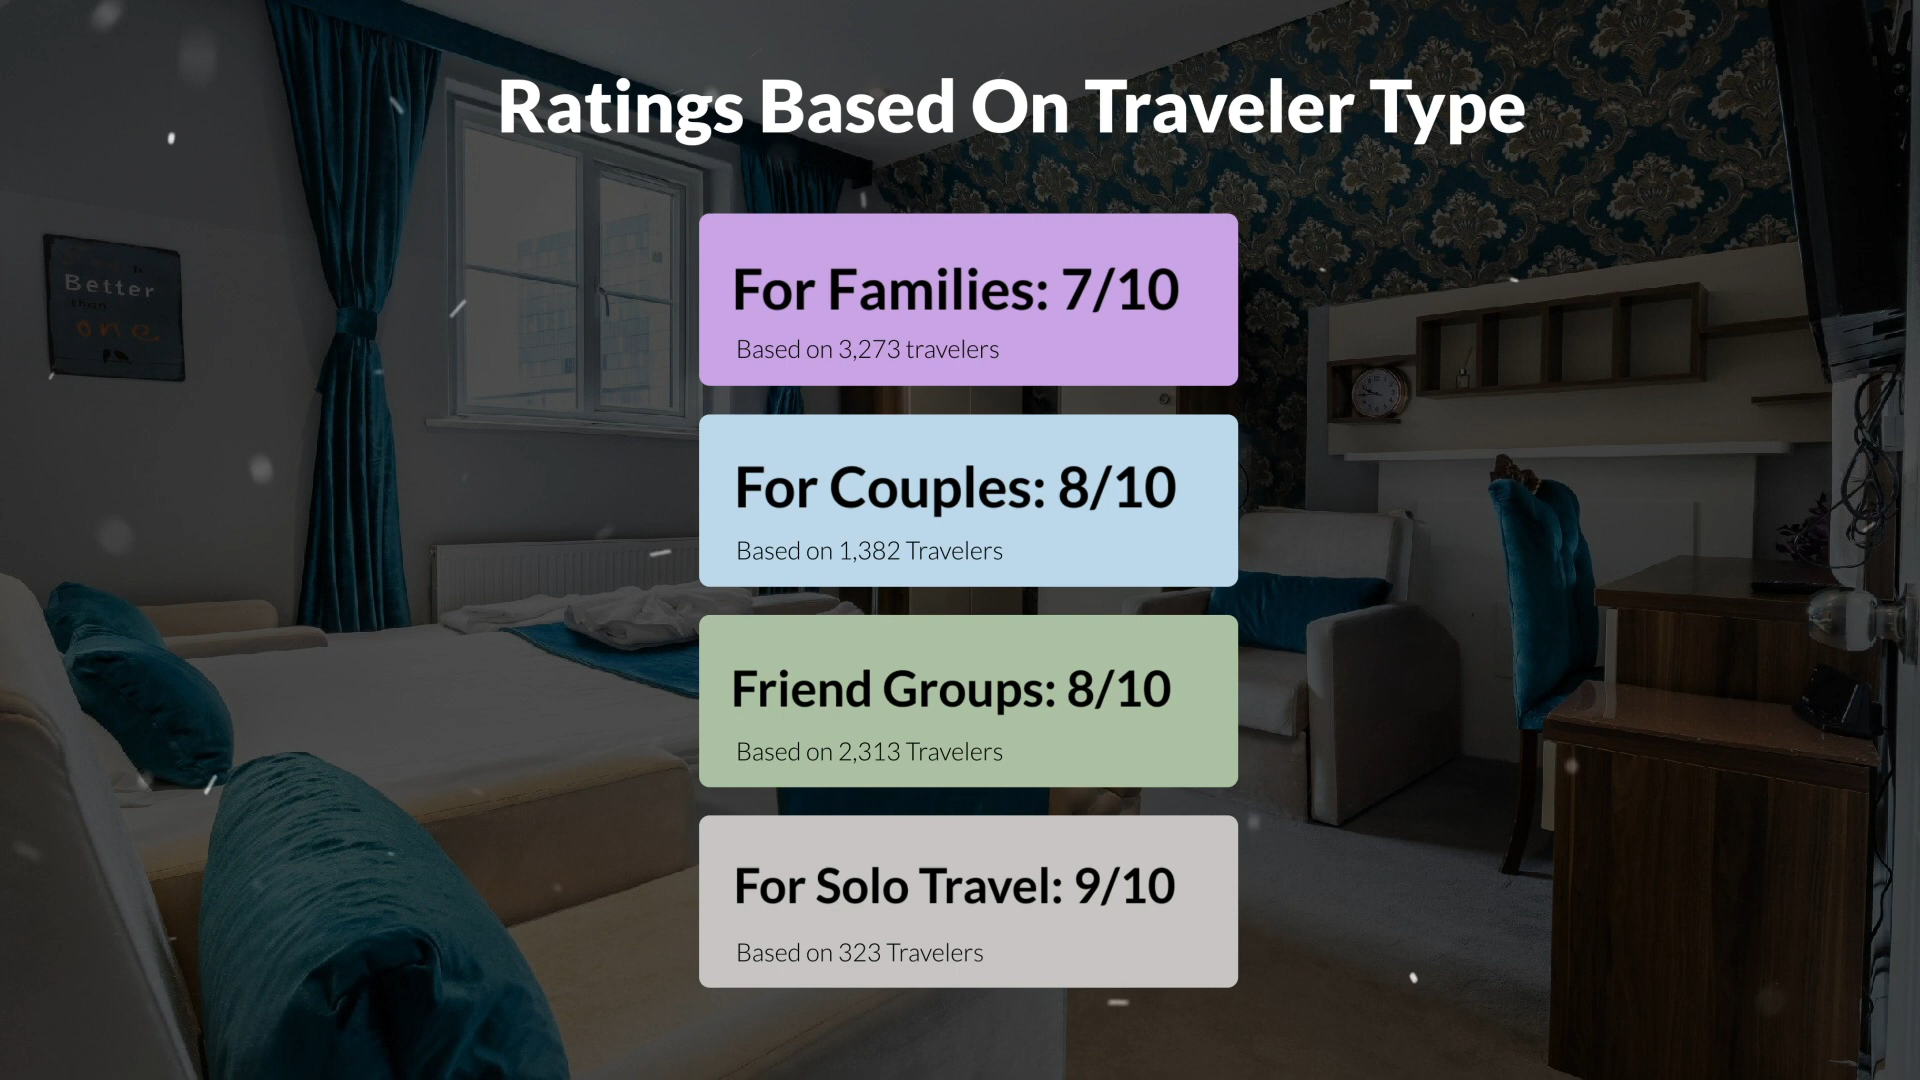 Ratings Based On Traveler Type
Better
than
one
For Families: 7/10
Based on 3,273 travelers
For Couples: 8/10
Based on 1,382 Travelers
Friend Groups: 8/10
Based on 2,313 Travelers
For Solo Travel: 9/10
Based on 323 Travelers